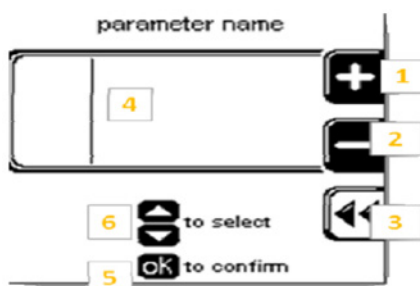 parameter name
+ 1
4
- 2
6 to select 3
5 OK to confirm